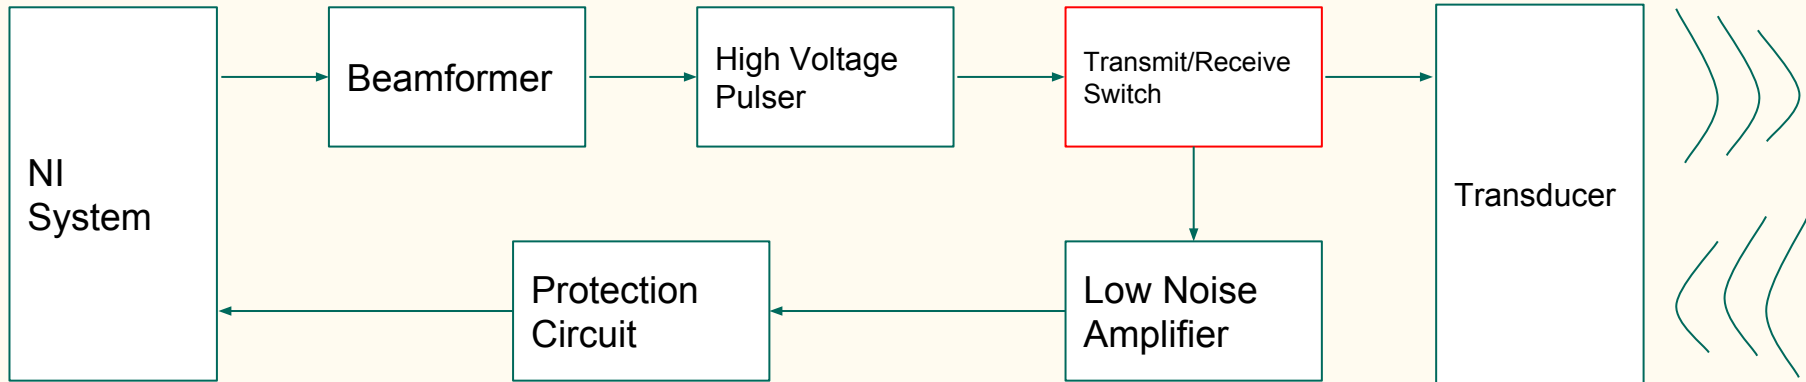 NI
System
Beamformer
High Voltage
Pulser
Transmit/Receive
Switch
Transducer
Protection
Circuit
Low Noise
Amplifier